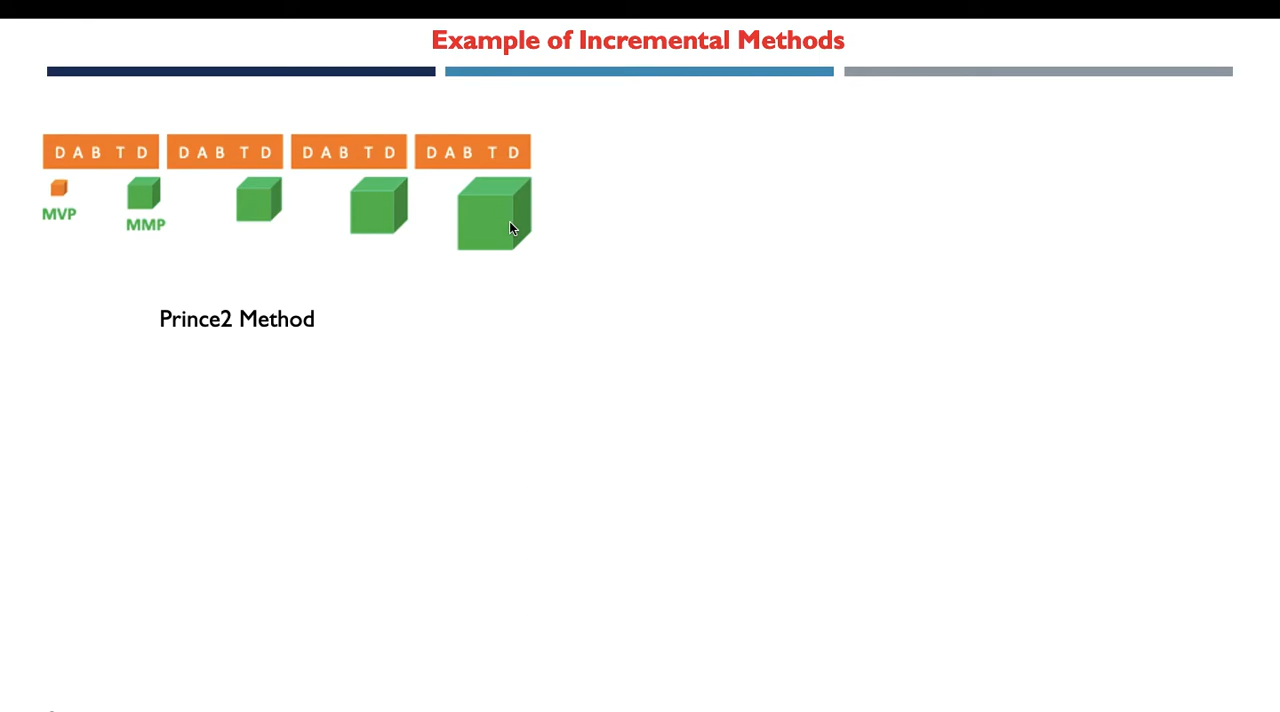 Example of Incremental Methods
D A B T D D A B T D D A B T D D A B T D
MVP
MMP
Prince2 Method